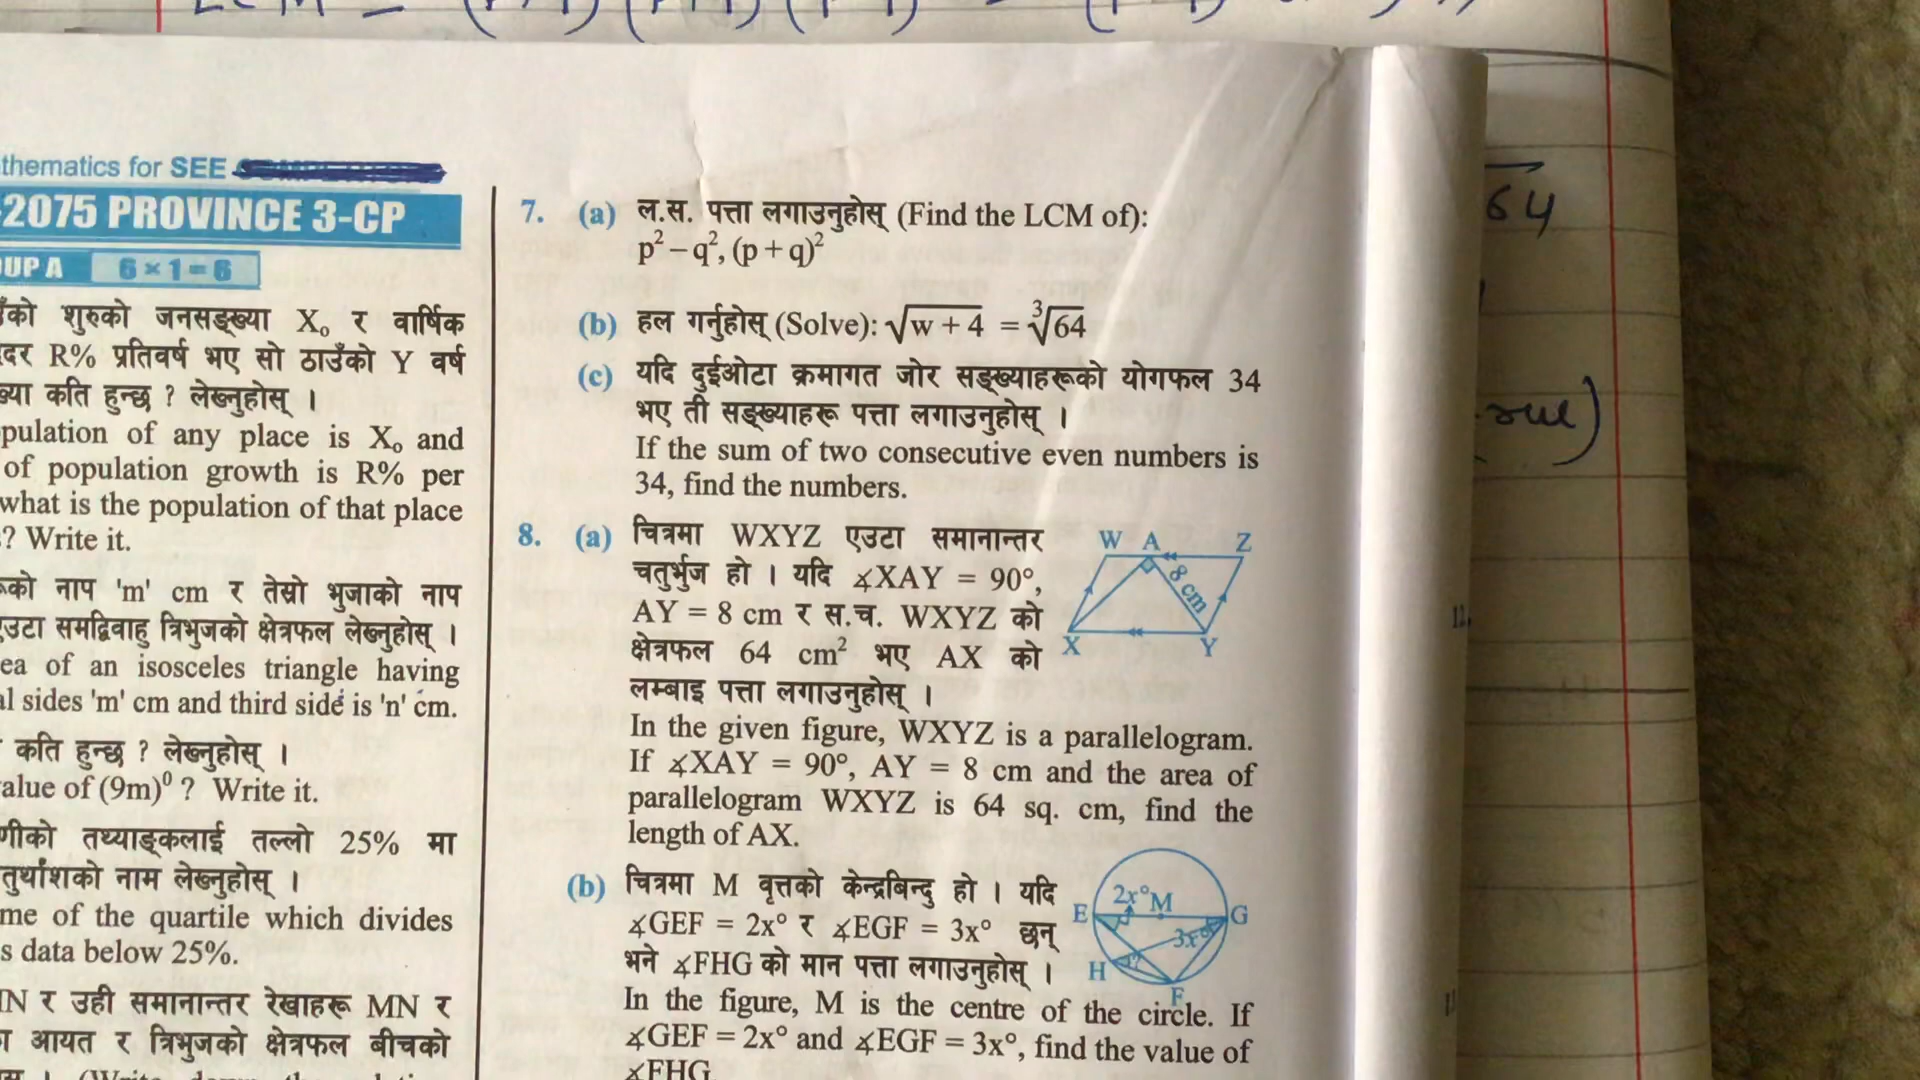 LCM =
thematics for SEE
-2075 PROVINCE 3-CP
UP A 6 × 1 = 6
को शुरुको जनसङ्ख्या X₀ र वार्षिक
दर R% प्रतिवर्ष भए सो ठाउँको Y वर्ष
ख्या कति हुन्छ ? लेख्नुहोस् ।
pulation of any place is X₀ and
of population growth is R% per
what is the population of that place
? Write it.
को नाप 'm' cm र तेस्रो भुजाको नाप
एउटा समद्विवाहु त्रिभुजको क्षेत्रफल लेख्नुहोस् ।
ea of an isosceles triangle having
al sides 'm' cm and third side is 'n' cm.
कति हुन्छ ? लेख्नुहोस् ।
alue of (9m)⁰ ? Write it.
णीको तथ्याङ्कलाई तल्लो 25% मा
तुर्थांशको नाम लेख्नुहोस् ।
me of the quartile which divides
s data below 25%.
IN र उही समानान्तर रेखाहरू MN र
ा आयत र त्रिभुजको क्षेत्रफल बीचको
7. (a) ल.स. पत्ता लगाउनुहोस् (Find the LCM of):
p² – q², (p + q)²
(b) हल गर्नुहोस् (Solve): √(w + 4) = ∛64
(c) यदि दुईओटा क्रमागत जोर सङ्ख्याहरूको योगफल 34
भए ती सङ्ख्याहरू पत्ता लगाउनुहोस् ।
If the sum of two consecutive even numbers is
34, find the numbers.
8. (a) चित्रमा WXYZ एउटा समानान्तर
चतुर्भुज हो । यदि ∡XAY = 90°,
AY = 8 cm र स.च. WXYZ को
क्षेत्रफल 64 cm² भए AX को
लम्बाइ पत्ता लगाउनुहोस् ।
W A Z
8 cm
X Y
In the given figure, WXYZ is a parallelogram.
If ∡XAY = 90°, AY = 8 cm and the area of
parallelogram WXYZ is 64 sq. cm, find the
length of AX.
(b) चित्रमा M वृत्तको केन्द्रबिन्दु हो । यदि
∡GEF = 2x° र ∡EGF = 3x° छन्
भने ∡FHG को मान पत्ता लगाउनुहोस् ।
2x° M
E G
3x°
H ?
F
In the figure, M is the centre of the circle. If
∡GEF = 2x° and ∡EGF = 3x°, find the value of
∡FHG.
64
12.